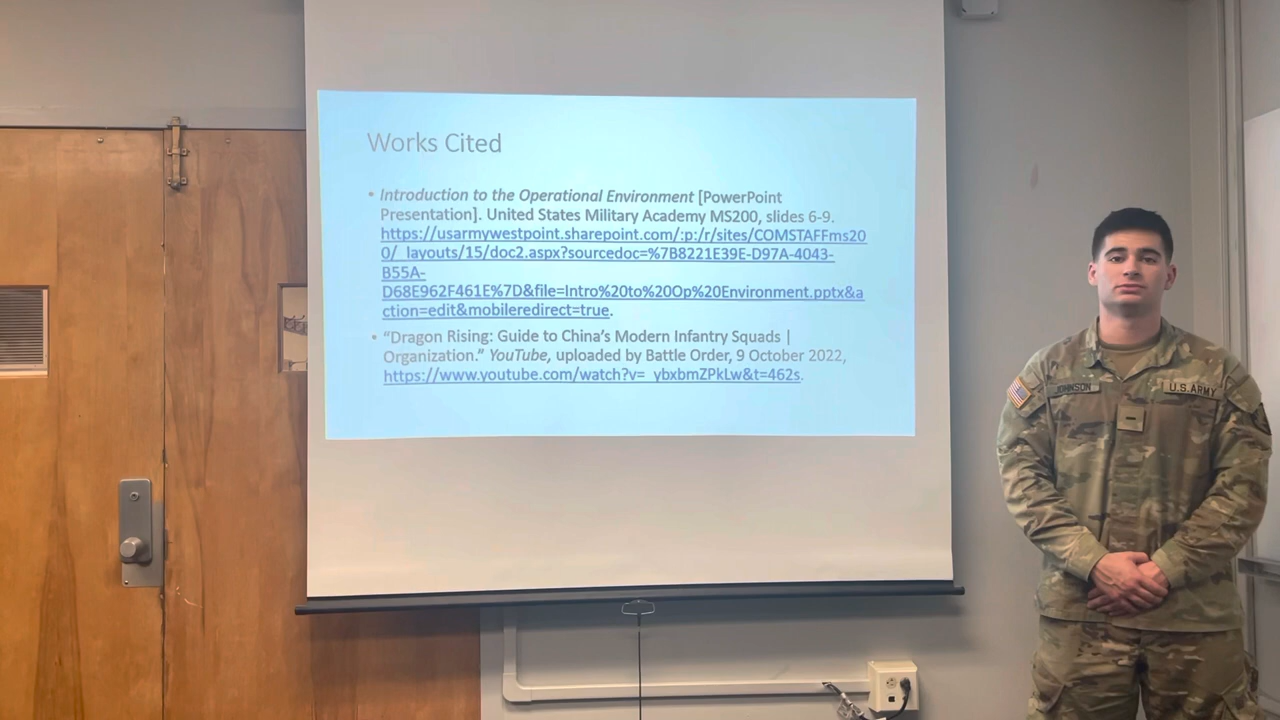 Works Cited
• Introduction to the Operational Environment [PowerPoint
Presentation]. United States Military Academy MS200, slides 6-9.
https://usarmywestpoint.sharepoint.com/:p:/r/sites/COMSTAFFms20
0/_layouts/15/doc2.aspx?sourcedoc=%7B8221E39E-D97A-4043-
B55A-
D68E962F461E%7D&file=Intro%20to%20Op%20Environment.pptx&a
ction=edit&mobileredirect=true.
• “Dragon Rising: Guide to China’s Modern Infantry Squads |
Organization.” YouTube, uploaded by Battle Order, 9 October 2022,
https://www.youtube.com/watch?v=_ybxbmZPkLw&t=462s.
JOHNSON
U.S. ARMY